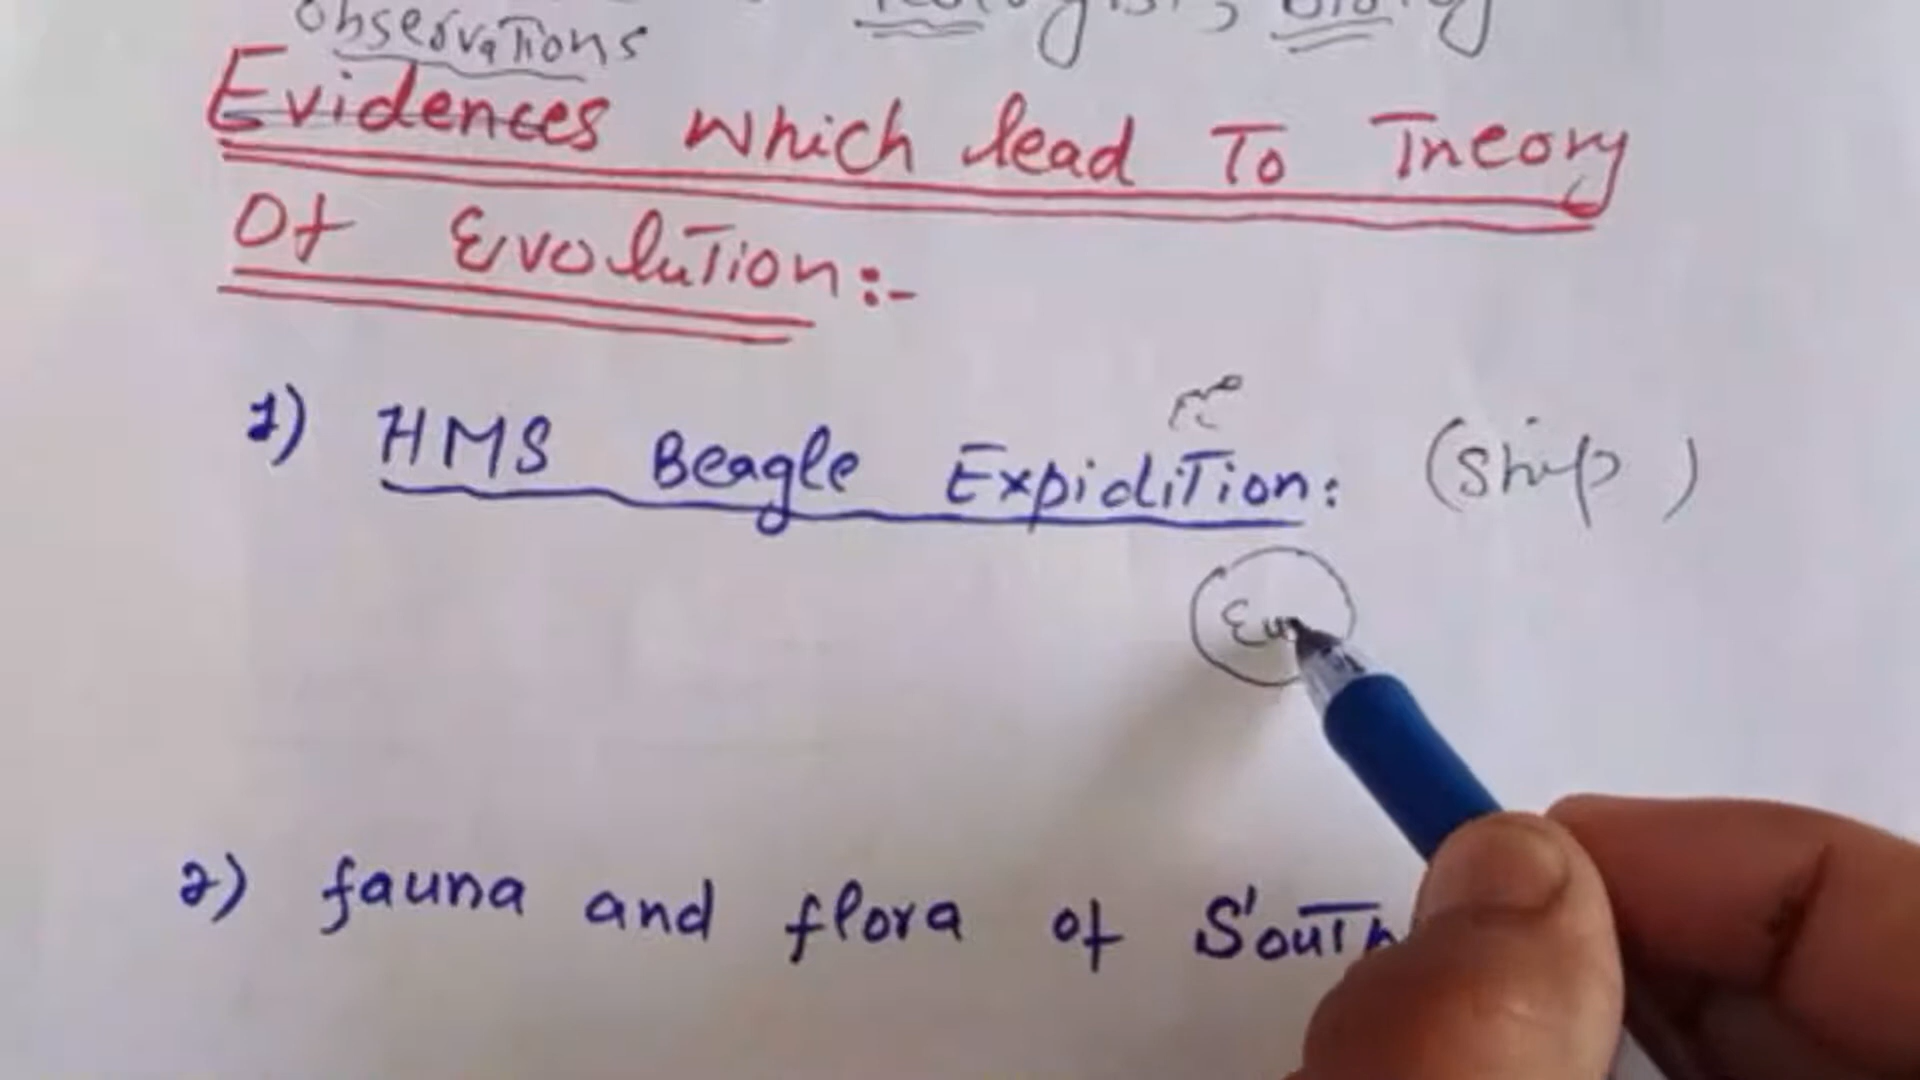 Observations
Evidences which lead To Theory
Of Evolution:-
1) HMS Beagle Expidition: (Ship)
Eu
2) fauna and flora of South